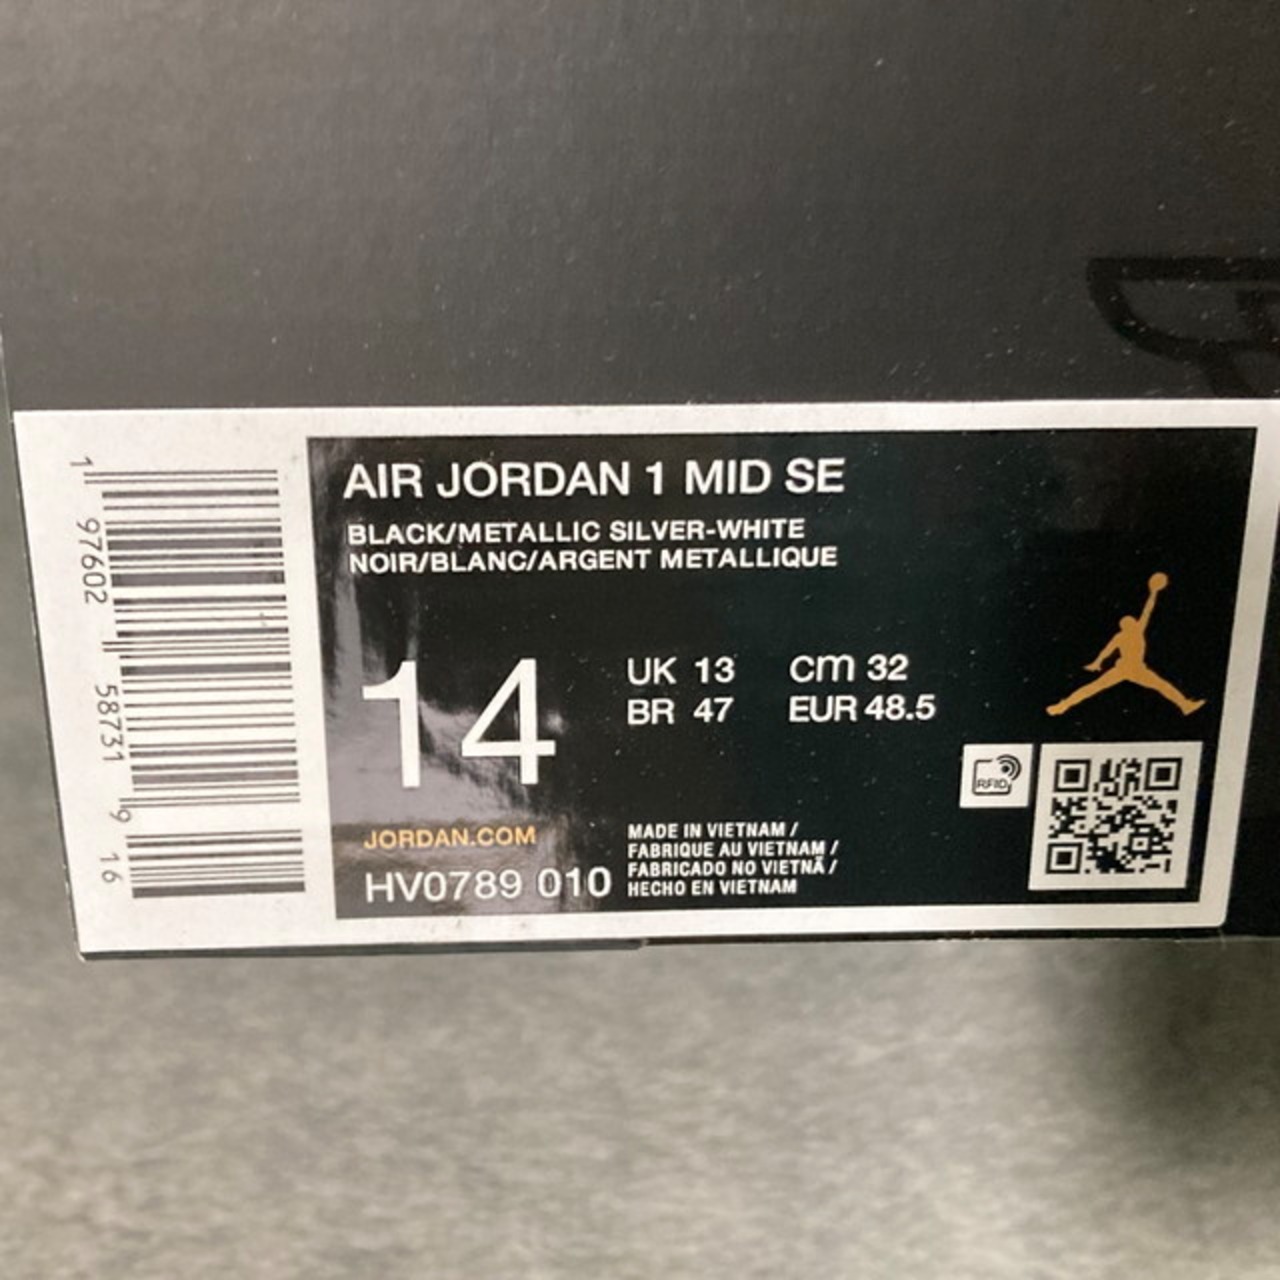 AIR JORDAN 1 MID SE
BLACK/METALLIC SILVER-WHITE
NOIR/BLANC/ARGENT METALLIQUE
14
UK 13 cm 32
BR 47 EUR 48.5
RFID
JORDAN.COM
HV0789 010
MADE IN VIETNAM /
FABRIQUE AU VIETNAM /
FABRICADO NO VIETNÃ /
HECHO EN VIETNAM
1 97602 58731 9 16